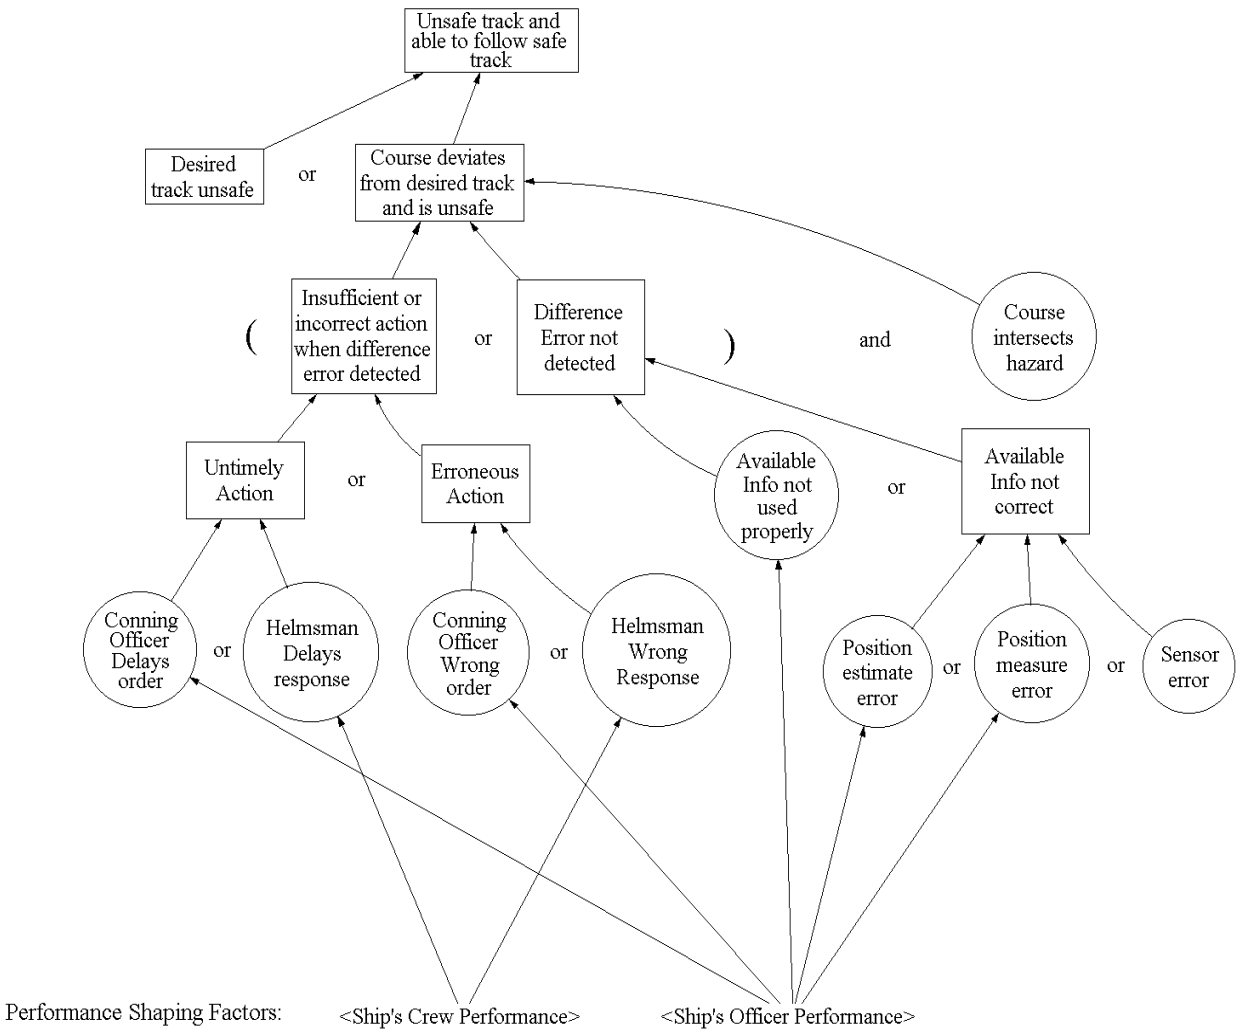 Unsafe track and
able to follow safe
track
Desired
track unsafe
or
Course deviates
from desired track
and is unsafe
(
Insufficient or
incorrect action
when difference
error detected
or
Difference
Error not
detected
)
and
Course
intersects
hazard
Untimely
Action
or
Erroneous
Action
Available
Info not
used
properly
or
Available
Info not
correct
Conning
Officer
Delays
order
or
Helmsman
Delays
response
Conning
Officer
Wrong
order
or
Helmsman
Wrong
Response
Position
estimate
error
or
Position
measure
error
or
Sensor
error
Performance Shaping Factors:
<Ship's Crew Performance>
<Ship's Officer Performance>